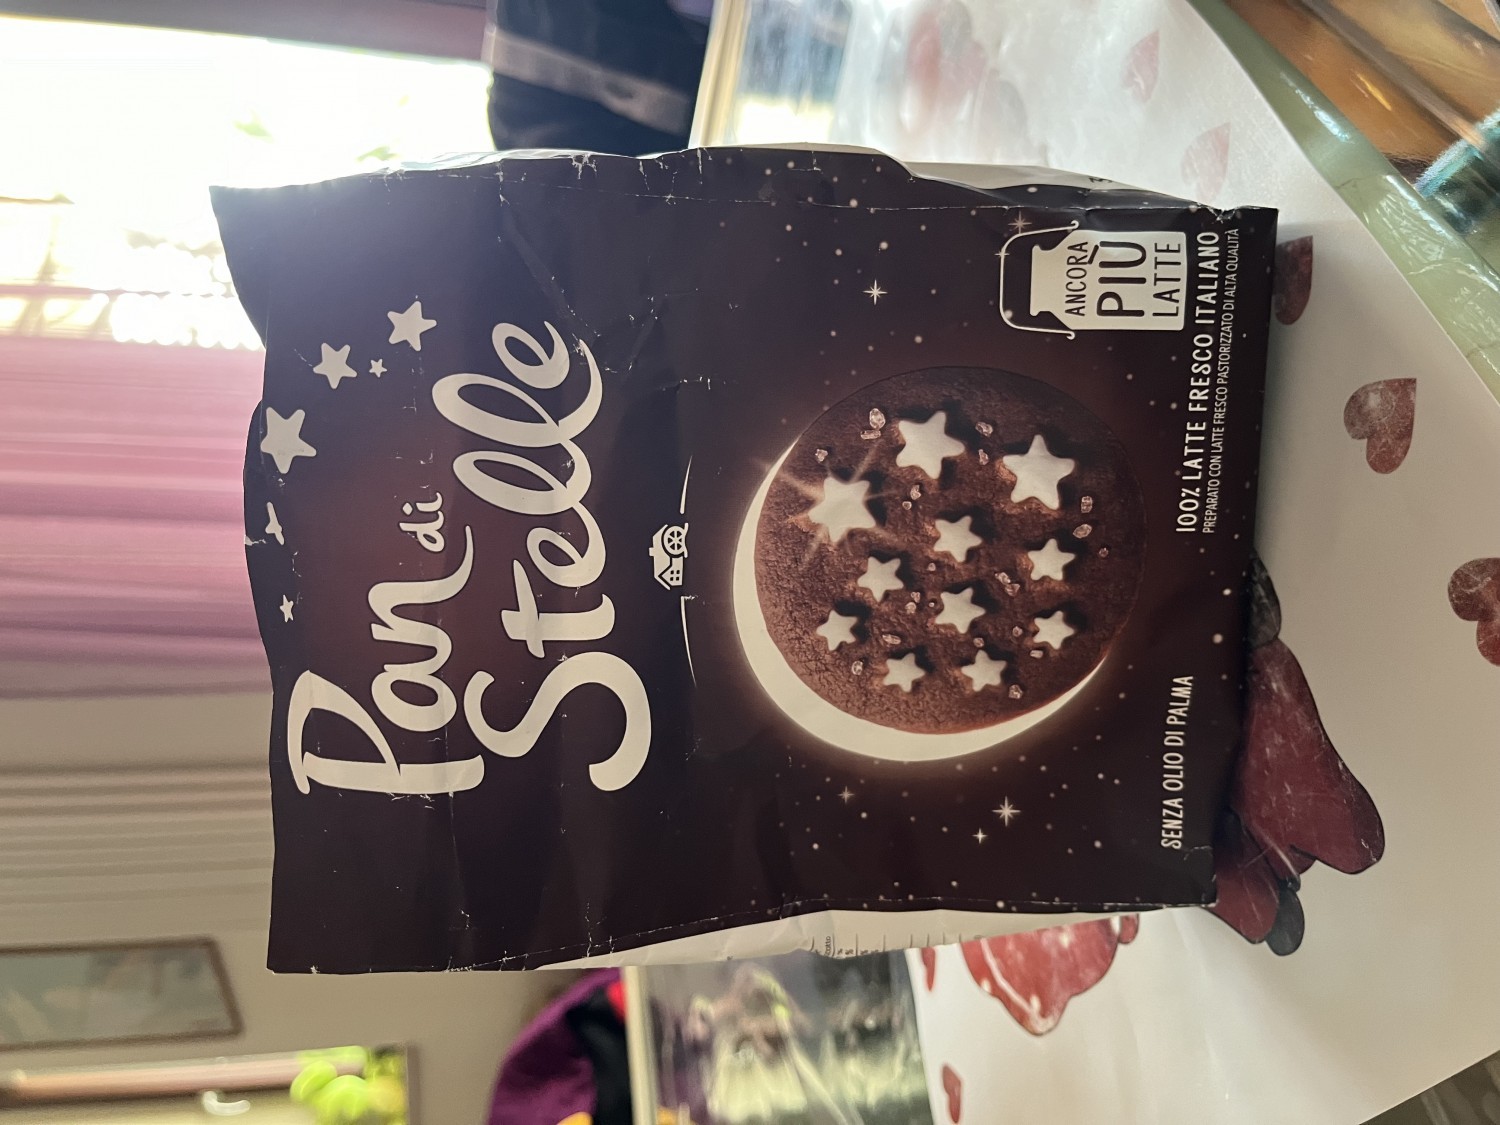 Pan di
Stelle
ANCORA
PIÙ
LATTE
SENZA OLIO DI PALMA
100% LATTE FRESCO ITALIANO
PREPARATO CON LATTE FRESCO PASTORIZZATO DI ALTA QUALITÀ